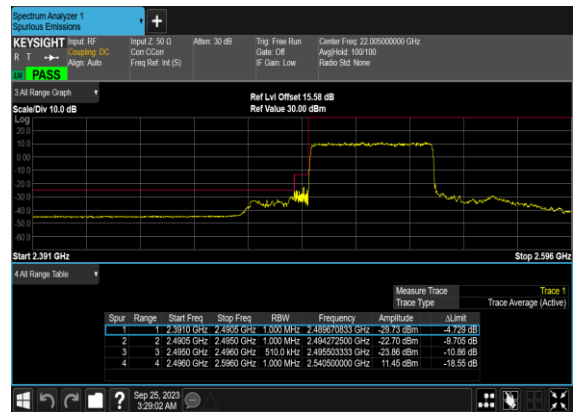 Spectrum Analyzer 1
Spurious Emissions
KEYSIGHT Input: RF Input Z: 50 Ω Atten: 30 dB Trig: Free Run Center Freq: 22.005000000 GHz
R T Coupling: DC Corr CCorr Gate: Off Avg|Hold: 100/100
Align: Auto Freq Ref: Int (S) IF Gain: Low Radio Std: None
LW PASS
3 All Range Graph
Ref Lvl Offset 15.58 dB
Scale/Div 10.0 dB Ref Value 30.00 dBm
Log
20.0
10.0
0.00
-10.0
-20.0
-30.0
-40.0
-50.0
-60.0
Start 2.391 GHz Stop 2.596 GHz
4 All Range Table
Measure Trace Trace 1
Trace Type Trace Average (Active)
Spur Range Start Freq Stop Freq RBW Frequency Amplitude ΔLimit
1 1 2.3910 GHz 2.4905 GHz 1.000 MHz 2.489670833 GHz -29.73 dBm -4.729 dB
2 2 2.4905 GHz 2.4950 GHz 1.000 MHz 2.494272500 GHz -22.70 dBm -9.705 dB
3 3 2.4950 GHz 2.4960 GHz 510.0 kHz 2.495503333 GHz -23.86 dBm -10.86 dB
4 4 2.4960 GHz 2.5960 GHz 1.000 MHz 2.540500000 GHz 11.45 dBm -18.55 dB
Sep 25, 2023
3:29:02 AM